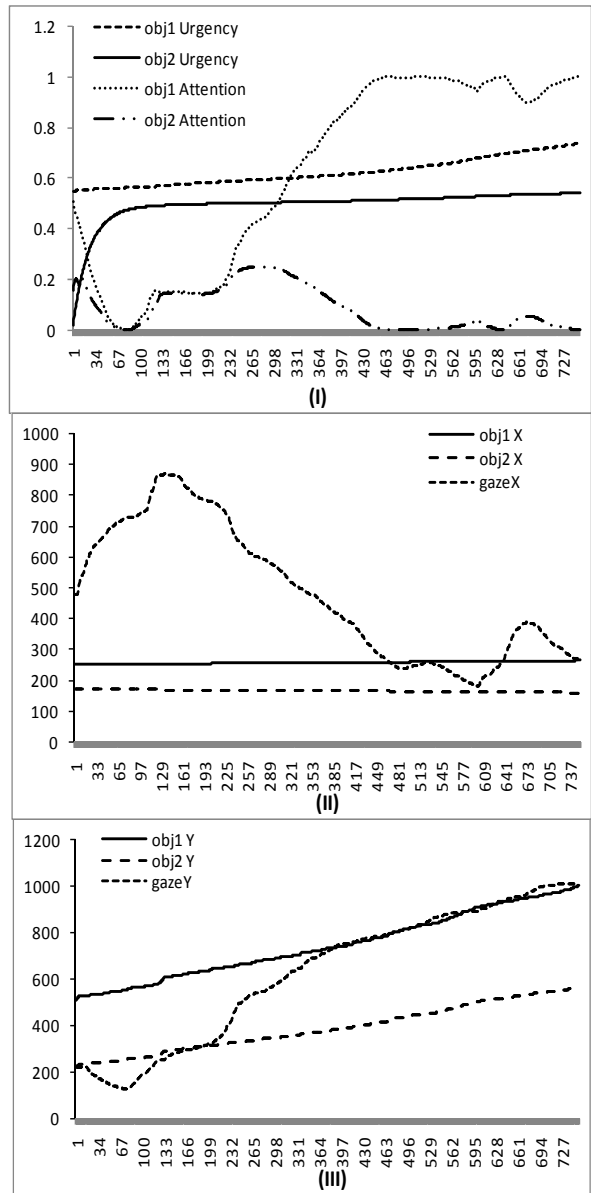 obj1 Urgency
obj2 Urgency
obj1 Attention
obj2 Attention
1.2
1
0.8
0.6
0.4
0.2
0
1 34 67 100 133 166 199 232 265 298 331 364 397 430 463 496 529 562 595 628 661 694 727
(I)
obj1 X
obj2 X
gazeX
1000
900
800
700
600
500
400
300
200
100
0
1 33 65 97 129 161 193 225 257 289 321 353 385 417 449 481 513 545 577 609 641 673 705 737
(II)
obj1 Y
obj2 Y
gazeY
1200
1000
800
600
400
200
0
1 34 67 100 133 166 199 232 265 298 331 364 397 430 463 496 529 562 595 628 661 694 727
(III)